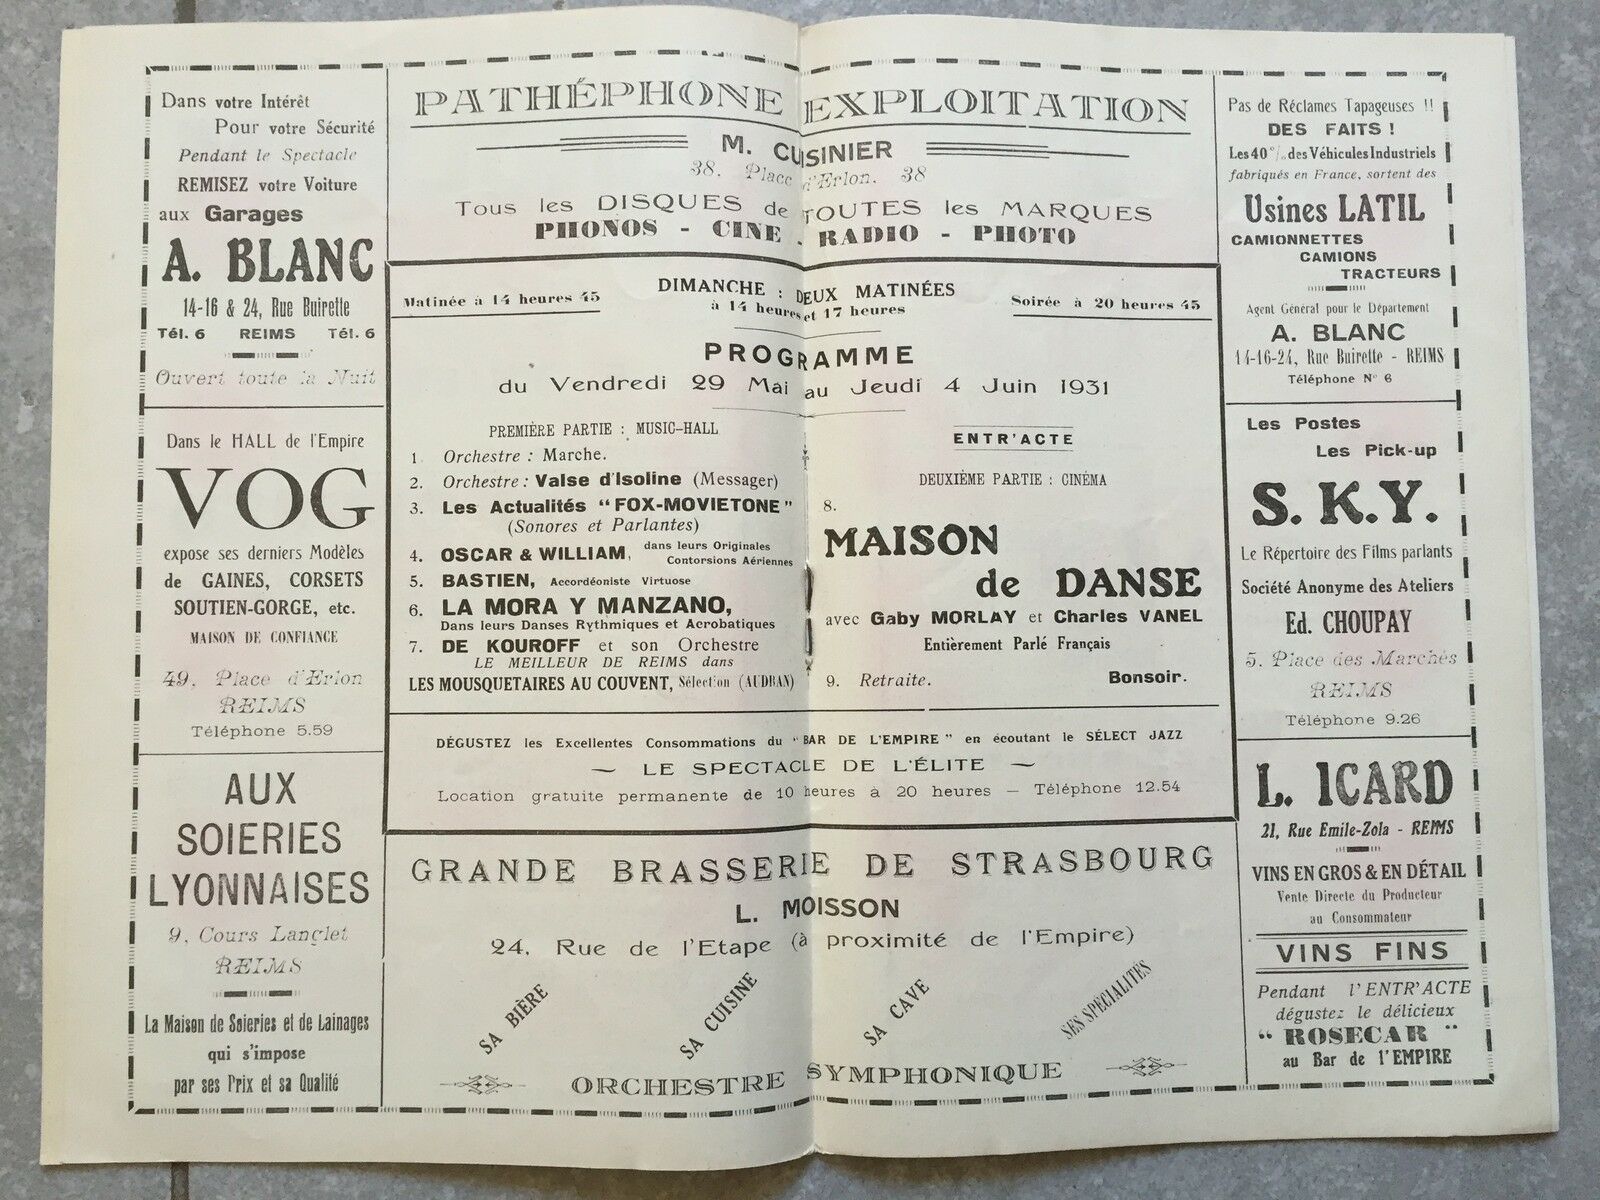 Dans votre Intérêt
Pour votre Sécurité
Pendant le Spectacle
REMISEZ votre Voiture
aux Garages
A. BLANC
14-16 & 24, Rue Buirette
Tél. 6 REIMS Tél. 6
Ouvert toute la Nuit
Dans le HALL de l'Empire
VOG
expose ses derniers Modèles
de GAINES, CORSETS
SOUTIEN-GORGE, etc.
MAISON DE CONFIANCE
49, Place d'Erlon
REIMS
Téléphone 5.59
AUX
SOIERIES
LYONNAISES
9, Cours Langlet
REIMS
La Maison de Soieries et de Lainages
qui s'impose
par ses Prix et sa Qualité
PATHÉPHONE EXPLOITATION
M. CUISINIER
38. Place d'Erlon. 38
Tous les DISQUES de TOUTES les MARQUES
PHONOS - CINE - RADIO - PHOTO
Matinée à 14 heures 45
DIMANCHE : DEUX MATINÉES
à 14 heures et 17 heures
Soirée à 20 heures 45
PROGRAMME
du Vendredi 29 Mai au Jeudi 4 Juin 1931
PREMIÈRE PARTIE : MUSIC-HALL
1. Orchestre : Marche.
2. Orchestre : Valse d'Isoline (Messager)
3. Les Actualités "FOX-MOVIETONE"
(Sonores et Parlantes)
4. OSCAR & WILLIAM, dans leurs Originales
Contorsions Aériennes
5. BASTIEN, Accordéoniste Virtuose
6. LA MORA Y MANZANO,
Dans leurs Danses Rythmiques et Acrobatiques
7. DE KOUROFF et son Orchestre
LE MEILLEUR DE REIMS dans
LES MOUSQUETAIRES AU COUVENT, Sélection (AUDRAN)
ENTR'ACTE
DEUXIÈME PARTIE : CINÉMA
8.
MAISON
de DANSE
avec Gaby MORLAY et Charles VANEL
Entièrement Parlé Français
9. Retraite. Bonsoir.
DÉGUSTEZ les Excellentes Consommations du "BAR DE L'EMPIRE" en écoutant le SÉLECT JAZZ
~ LE SPECTACLE DE L'ÉLITE ~
Location gratuite permanente de 10 heures à 20 heures – Téléphone 12.54
GRANDE BRASSERIE DE STRASBOURG
L. MOISSON
24, Rue de l'Etape (à proximité de l'Empire)
SA BIÈRE
SA CUISINE
SA CAVE
SES SPÉCIALITÉS
ORCHESTRE SYMPHONIQUE
Pas de Réclames Tapageuses !!
DES FAITS !
Les 40% des Véhicules Industriels
fabriqués en France, sortent des
Usines LATIL
CAMIONNETTES
CAMIONS
TRACTEURS
Agent Général pour le Département
A. BLANC
14-16-24, Rue Buirette - REIMS
Téléphone N° 6
Les Postes
Les Pick-up
S. K.Y.
Le Répertoire des Films parlants
Société Anonyme des Ateliers
Ed. CHOUPAY
5. Place des Marchés
REIMS
Téléphone 9.26
L. ICARD
21, Rue Emile-Zola - REIMS
VINS EN GROS & EN DÉTAIL
Vente Directe du Producteur
au Consommateur
VINS FINS
Pendant l'ENTR'ACTE
dégustez le délicieux
"ROSECAR"
au Bar de l'EMPIRE